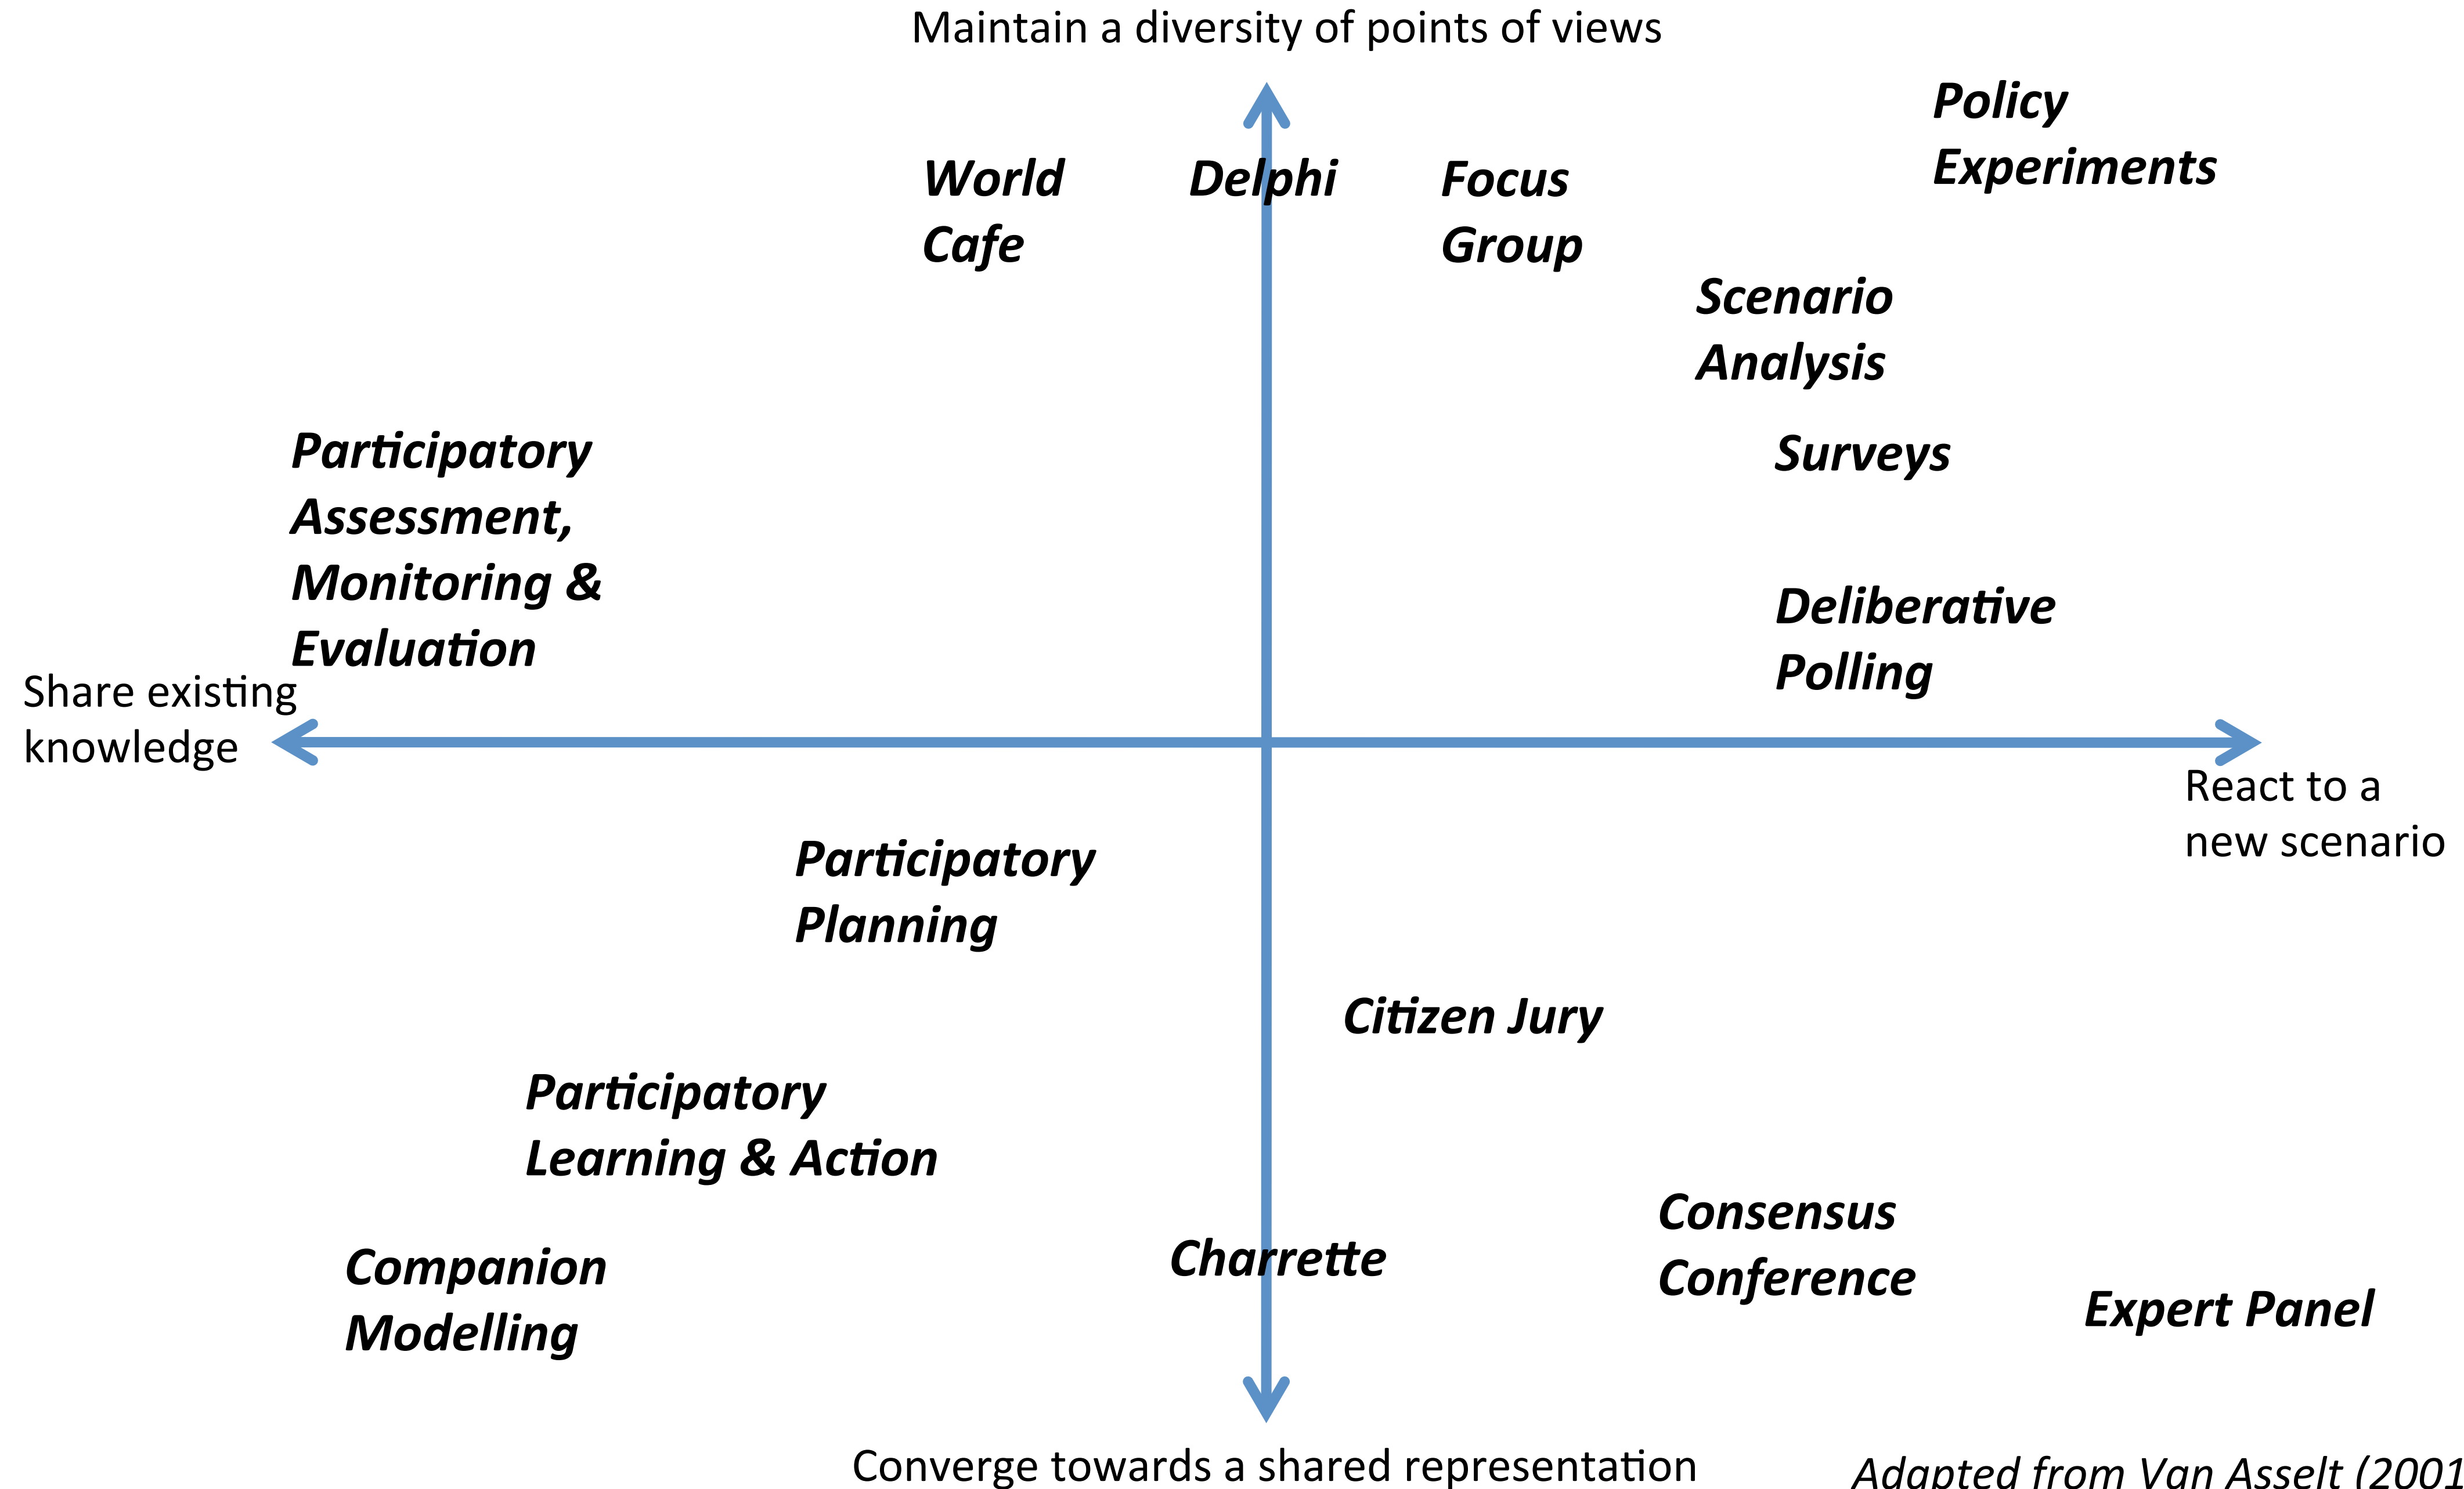 Maintain a diversity of points of views
Policy
Experiments
World
Cafe
Delphi
Focus
Group
Scenario
Analysis
Participatory
Assessment,
Monitoring &
Evaluation
Surveys
Deliberative
Polling
Share existing
knowledge
React to a
new scenario
Participatory
Planning
Citizen Jury
Participatory
Learning & Action
Consensus
Conference
Charrette
Companion
Modelling
Expert Panel
Converge towards a shared representation
Adapted from Van Asselt (2001